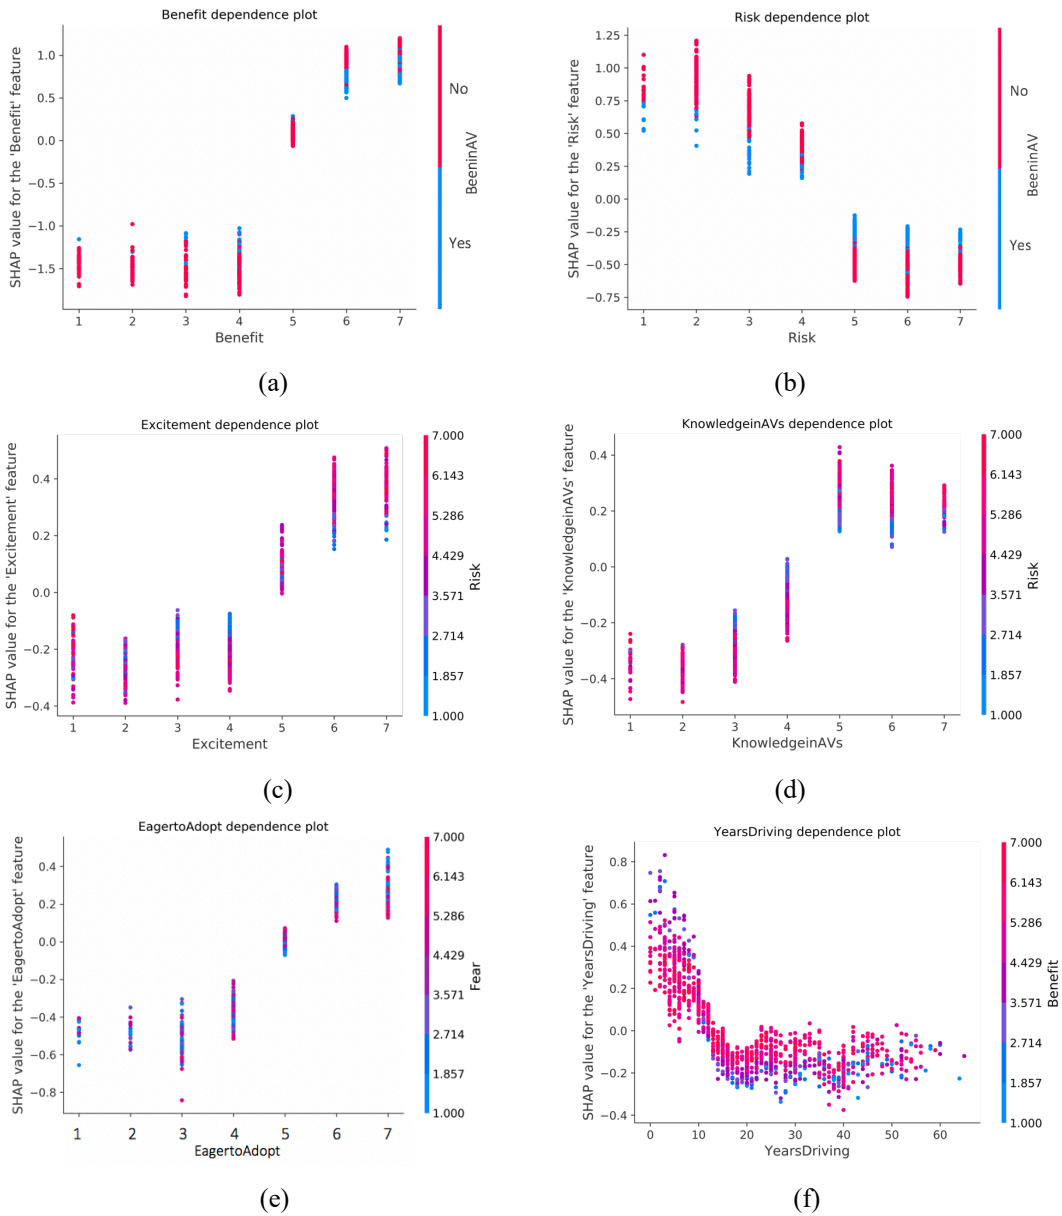 Benefit dependence plot
SHAP value for the 'Benefit' feature
1.0
0.5
0.0
−0.5
−1.0
−1.5
1 2 3 4 5 6 7
Benefit
No
Yes
BeeninAV
(a)
Risk dependence plot
SHAP value for the 'Risk' feature
1.25
1.00
0.75
0.50
0.25
0.00
−0.25
−0.50
−0.75
1 2 3 4 5 6 7
Risk
No
Yes
BeeninAV
(b)
Excitement dependence plot
SHAP value for the 'Excitement' feature
0.4
0.2
0.0
−0.2
−0.4
1 2 3 4 5 6 7
Excitement
7.000
6.143
5.286
4.429
3.571
2.714
1.857
1.000
Risk
(c)
KnowledgeinAVs dependence plot
SHAP value for the 'KnowledgeinAVs' feature
0.4
0.2
0.0
−0.2
−0.4
1 2 3 4 5 6 7
KnowledgeinAVs
7.000
6.143
5.286
4.429
3.571
2.714
1.857
1.000
Risk
(d)
EagertoAdopt dependence plot
SHAP value for the 'EagertoAdopt' feature
0.4
0.2
0.0
−0.2
−0.4
−0.6
−0.8
1 2 3 4 5 6 7
EagertoAdopt
7.000
6.143
5.286
4.429
3.571
2.714
1.857
1.000
Fear
(e)
YearsDriving dependence plot
SHAP value for the 'YearsDriving' feature
0.8
0.6
0.4
0.2
0.0
−0.2
−0.4
0 10 20 30 40 50 60
YearsDriving
7.000
6.143
5.286
4.429
3.571
2.714
1.857
1.000
Benefit
(f)